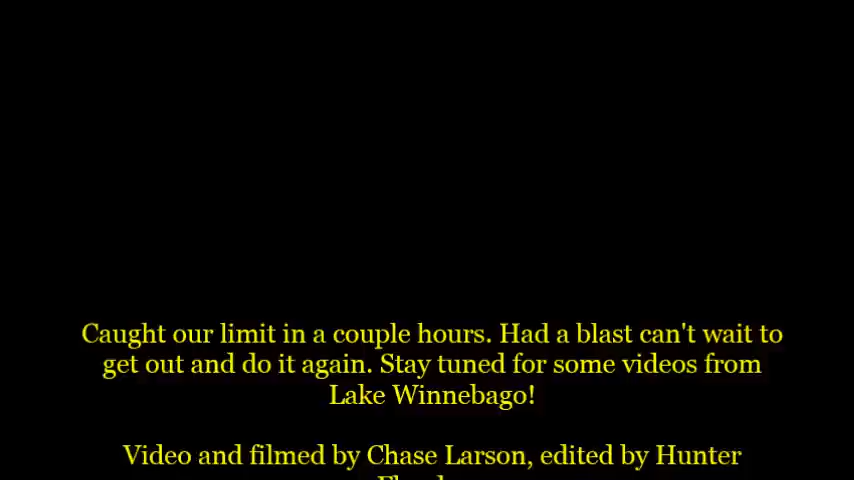 Caught our limit in a couple hours. Had a blast can't wait to
get out and do it again. Stay tuned for some videos from
Lake Winnebago!
Video and filmed by Chase Larson, edited by Hunter